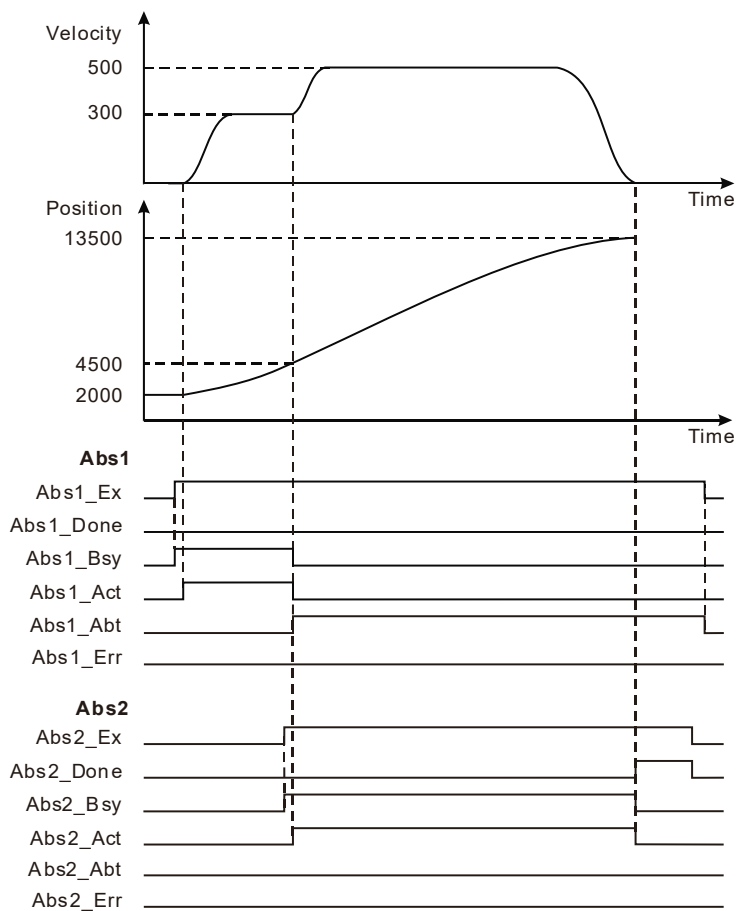 Velocity
500
300
Time
Position
13500
4500
2000
Time
Abs1
Abs1_Ex
Abs1_Done
Abs1_Bsy
Abs1_Act
Abs1_Abt
Abs1_Err
Abs2
Abs2_Ex
Abs2_Done
Abs2_Bsy
Abs2_Act
Abs2_Abt
Abs2_Err